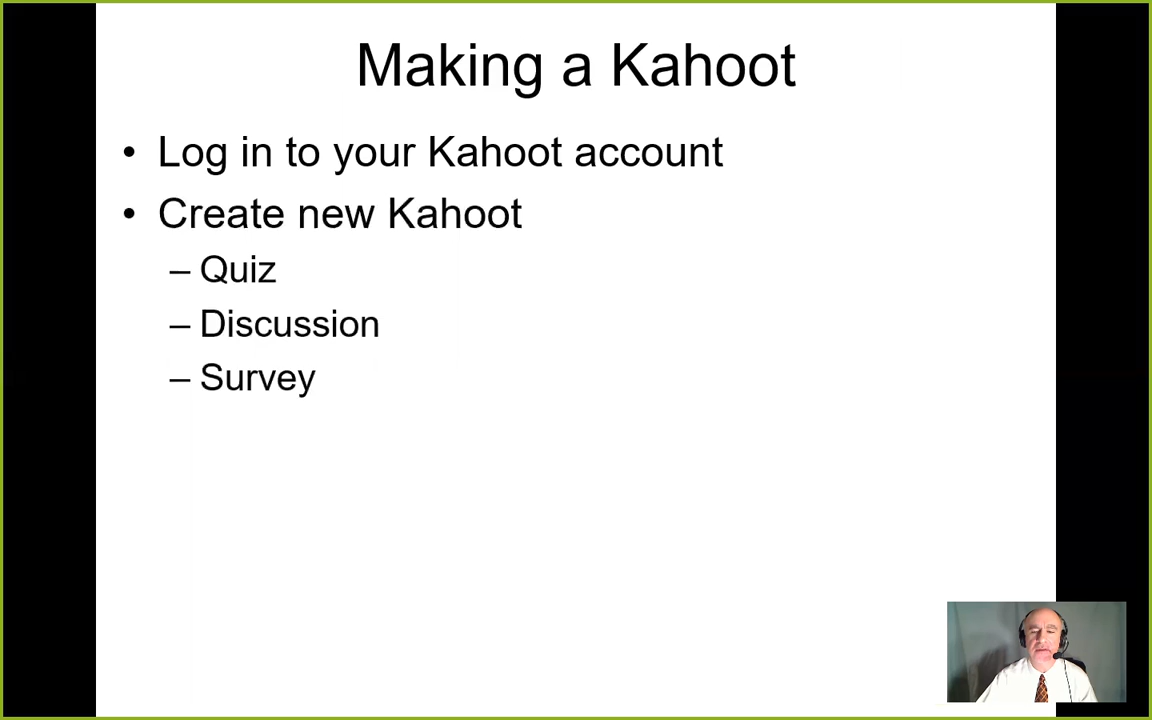 Making a Kahoot
• Log in to your Kahoot account
• Create new Kahoot
– Quiz
– Discussion
– Survey